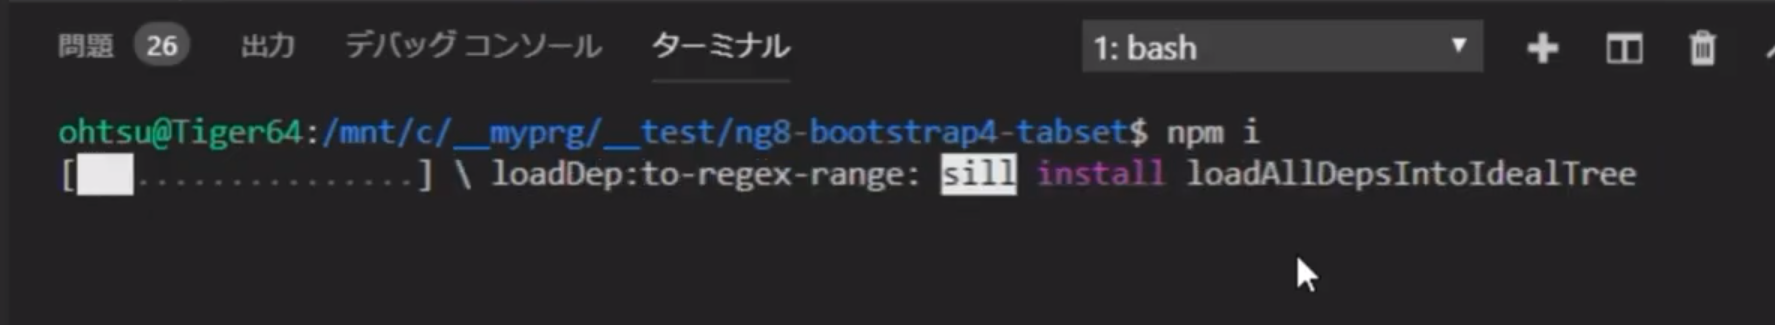 問題 26 出力 デバッグ コンソール ターミナル 1: bash
ohtsu@Tiger64:/mnt/c/__myprg/__test/ng8-bootstrap4-tabset$ npm i
[ ...............] \ loadDep:to-regex-range: sill install loadAllDepsIntoIdealTree